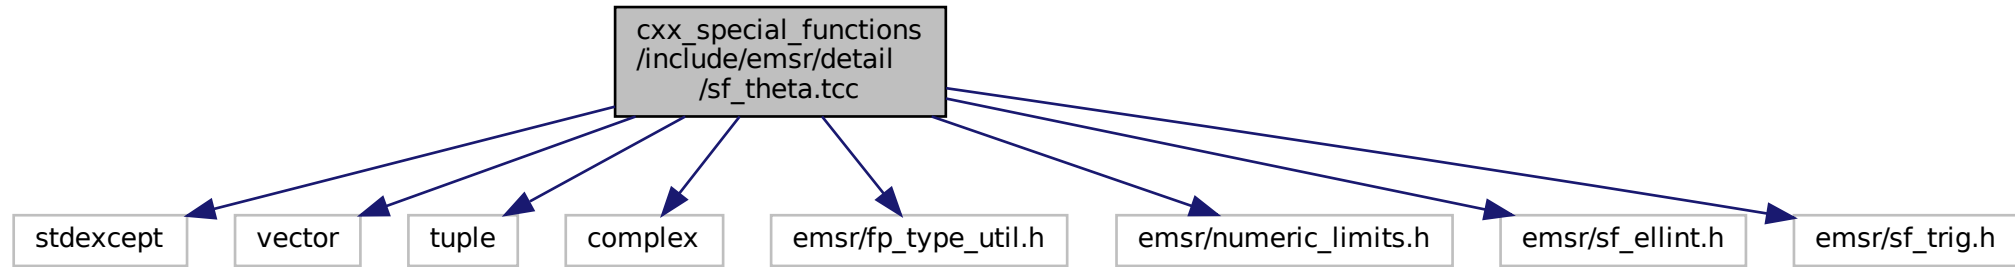 cxx_special_functions
/include/emsr/detail
/sf_theta.tcc
stdexcept
vector
tuple
complex
emsr/fp_type_util.h
emsr/numeric_limits.h
emsr/sf_ellint.h
emsr/sf_trig.h